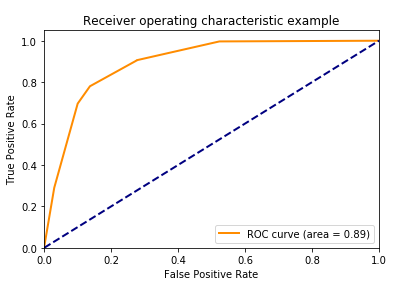 Receiver operating characteristic example
True Positive Rate
1.0
0.8
0.6
0.4
0.2
0.0
ROC curve (area = 0.89)
0.0 0.2 0.4 0.6 0.8 1.0
False Positive Rate